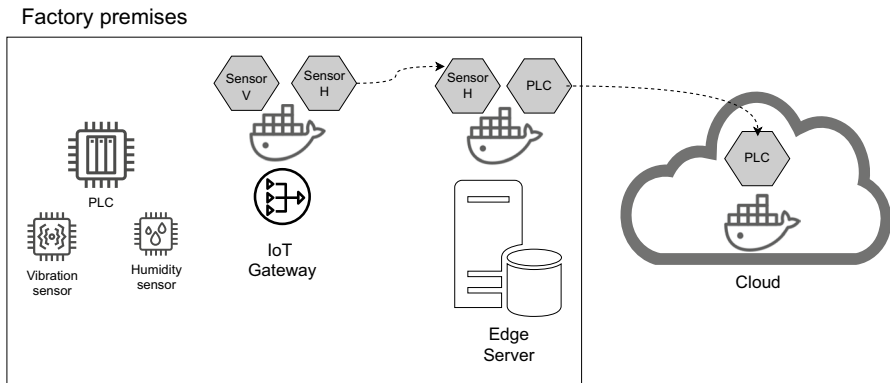 Factory premises
Sensor
V
Sensor
H
Sensor
H
PLC
PLC
PLC
Vibration
sensor
Humidity
sensor
IoT
Gateway
Edge
Server
Cloud